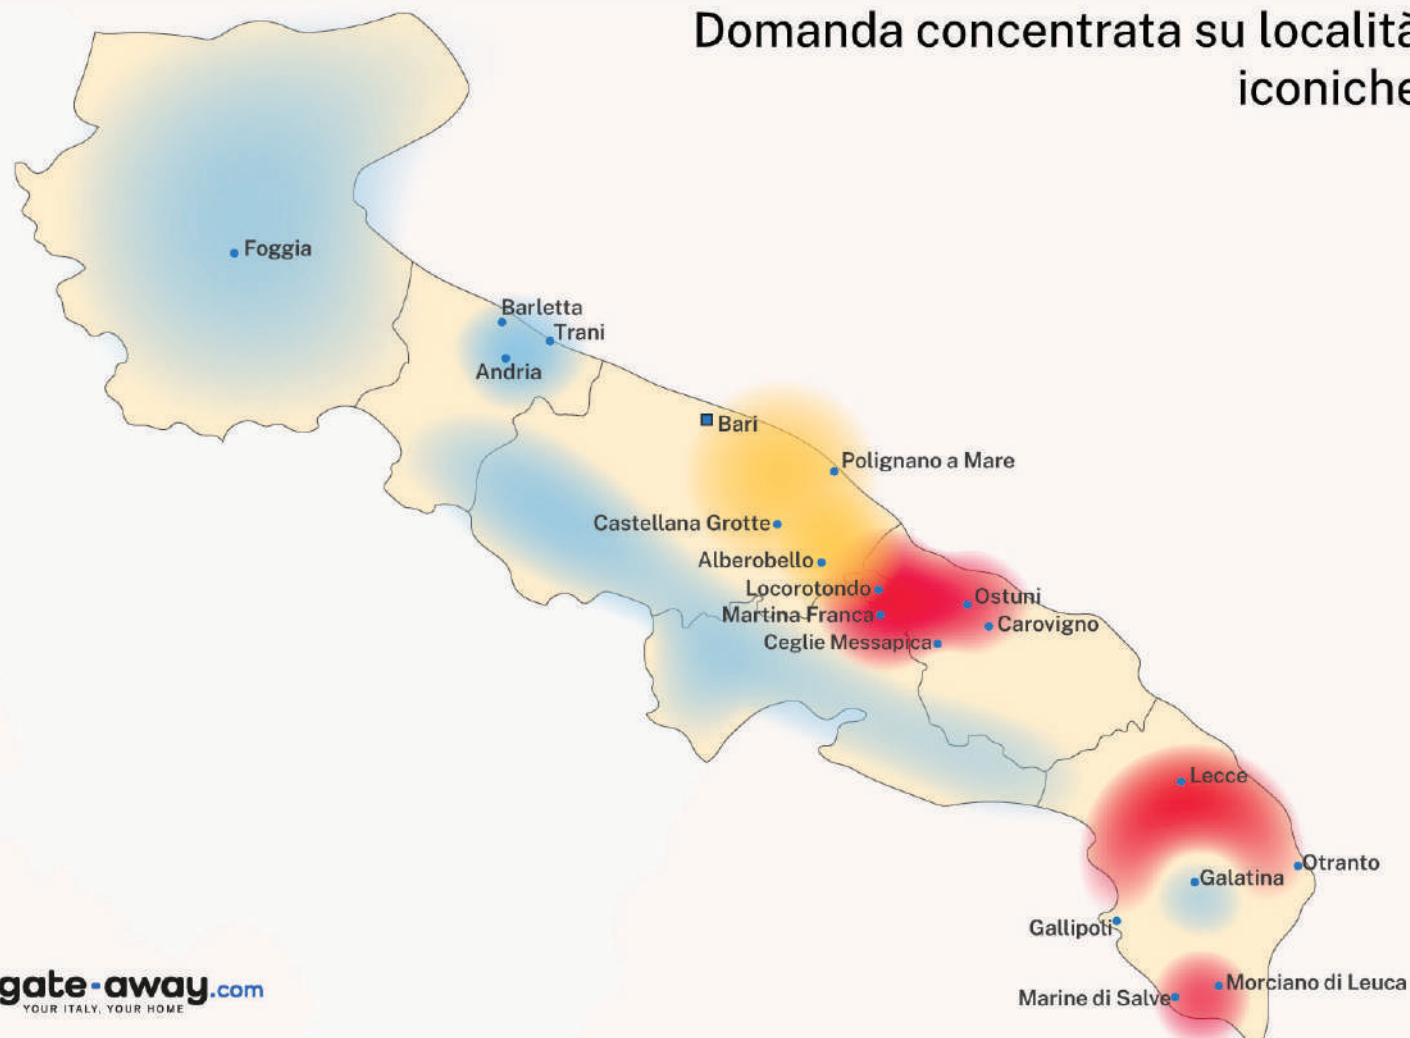 Domanda concentrata su località
iconiche
Foggia
Barletta
Trani
Andria
Bari
Polignano a Mare
Castellana Grotte
Alberobello
Locorotondo
Martina Franca
Ostuni
Carovigno
Ceglie Messapica
Lecce
Otranto
Galatina
Gallipoli
Morciano di Leuca
Marine di Salve
gate-away.com
YOUR ITALY, YOUR HOME